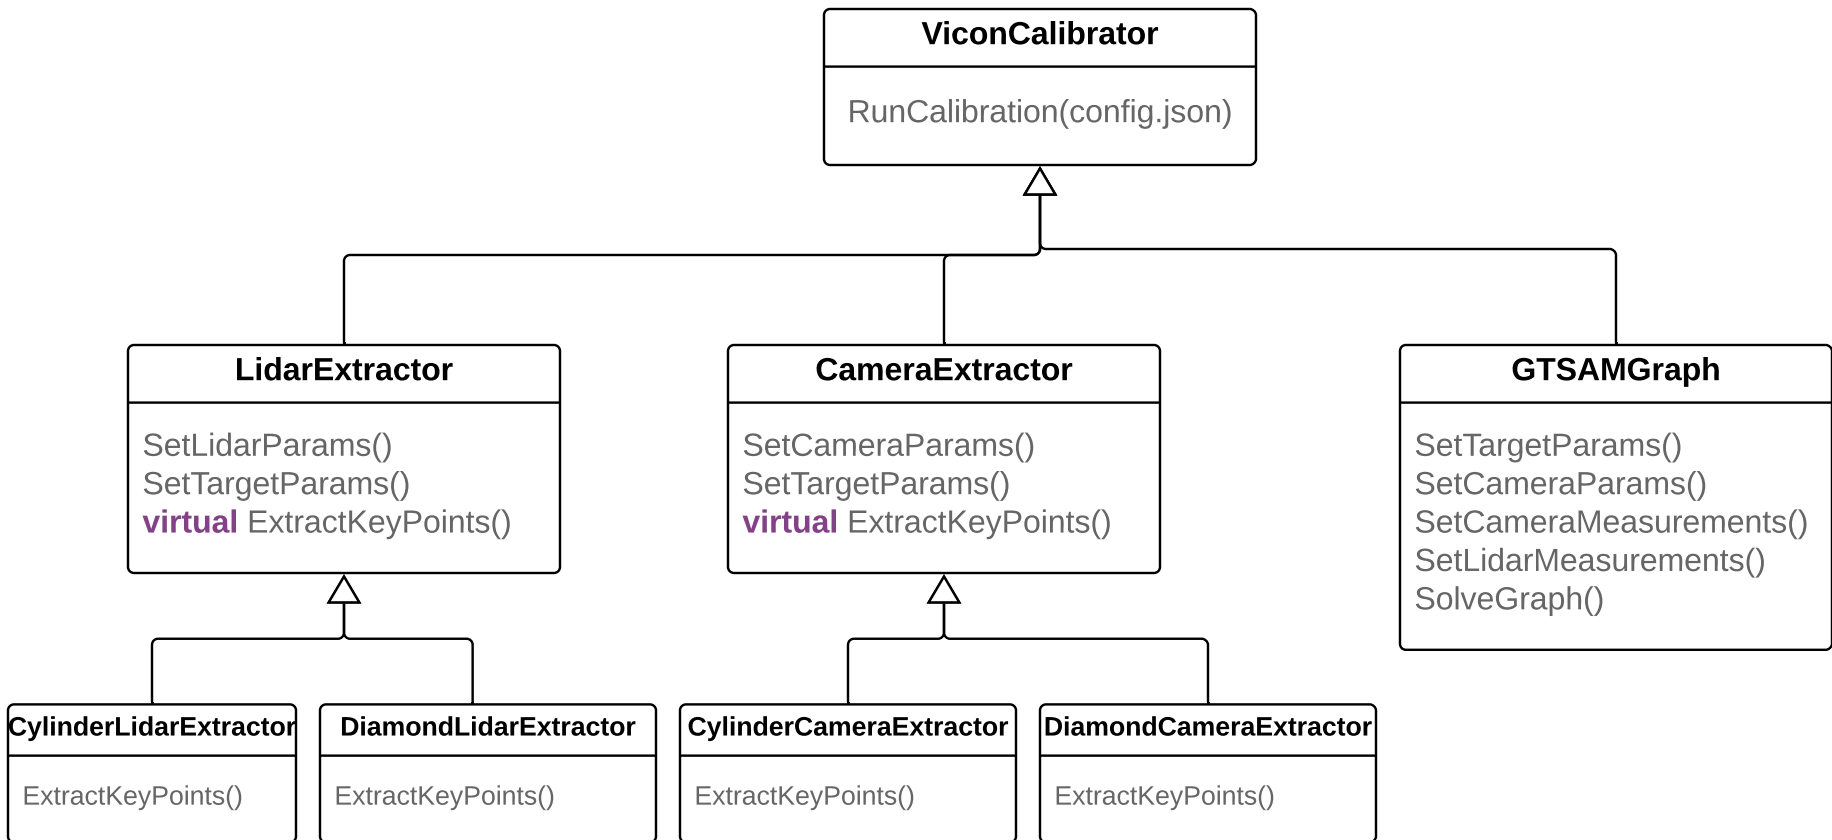 ViconCalibrator
RunCalibration(config.json)
LidarExtractor
SetLidarParams()
SetTargetParams()
virtual ExtractKeyPoints()
CameraExtractor
SetCameraParams()
SetTargetParams()
virtual ExtractKeyPoints()
GTSAMGraph
SetTargetParams()
SetCameraParams()
SetCameraMeasurements()
SetLidarMeasurements()
SolveGraph()
CylinderLidarExtractor
ExtractKeyPoints()
DiamondLidarExtractor
ExtractKeyPoints()
CylinderCameraExtractor
ExtractKeyPoints()
DiamondCameraExtractor
ExtractKeyPoints()